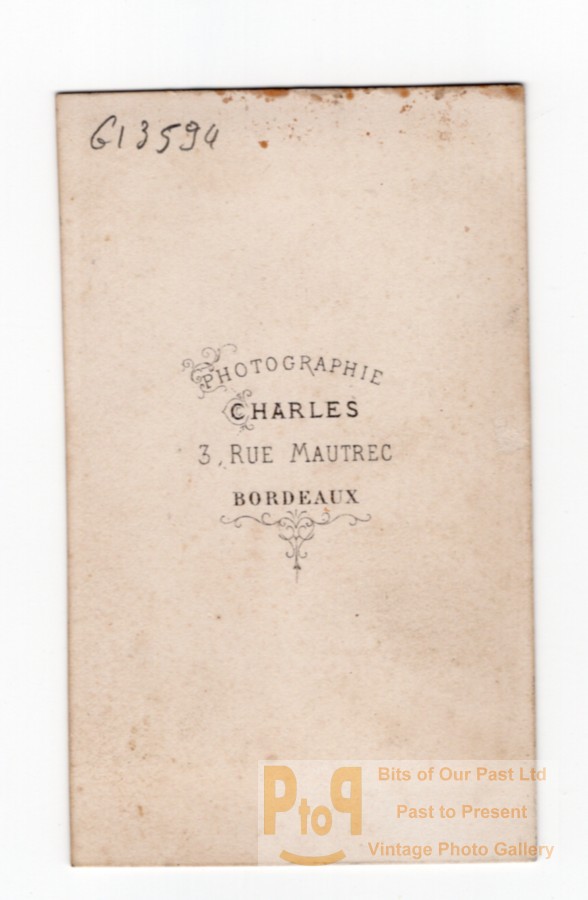 G13594
PHOTOGRAPHIE
CHARLES
3, RUE MAUTREC
BORDEAUX
PtoP
Bits of Our Past Ltd
Past to Present
Vintage Photo Gallery